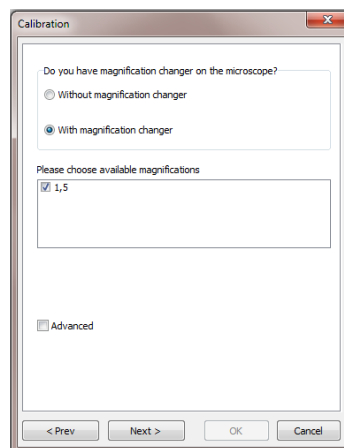 Calibration
Do you have magnification changer on the microscope?
Without magnification changer
With magnification changer
Please choose available magnifications
1,5
Advanced
< Prev
Next >
OK
Cancel